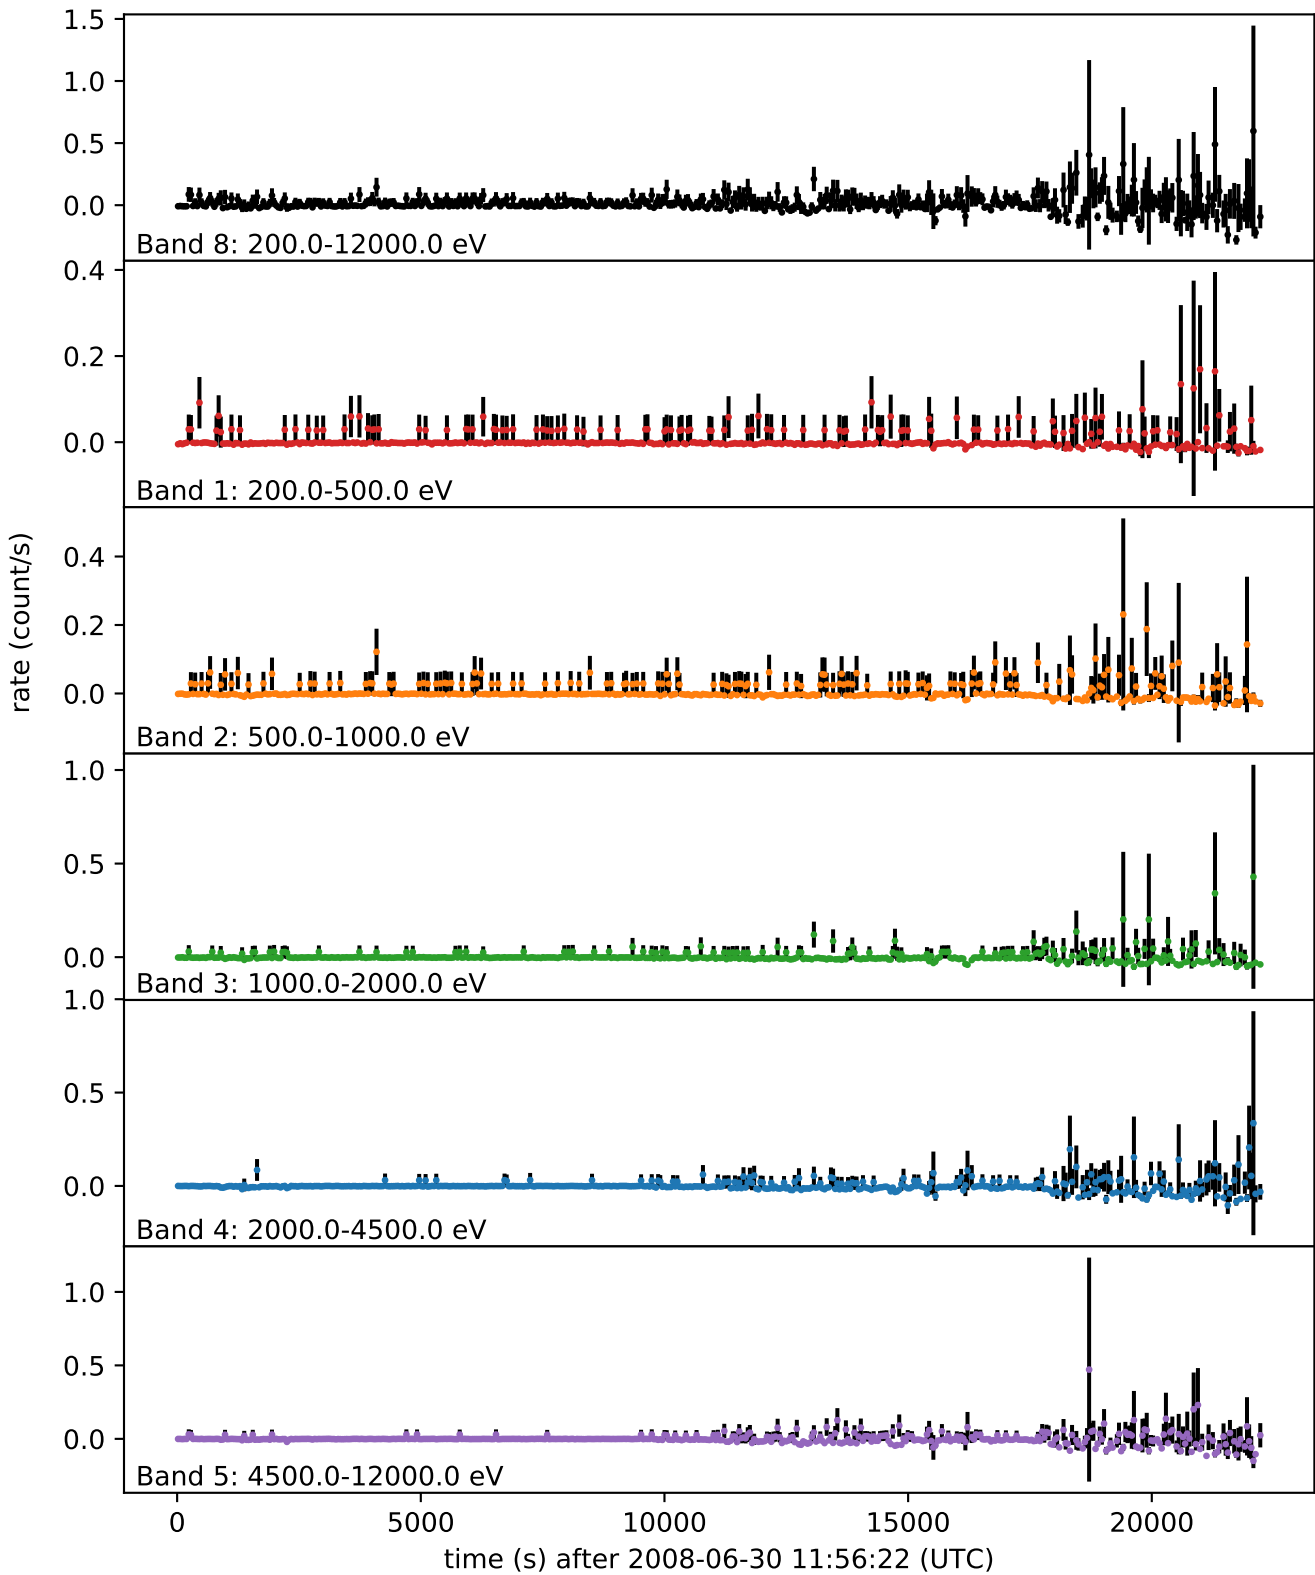 1.5
1.0
0.5
0.0
Band 8: 200.0-12000.0 eV
0.4
0.2
0.0
Band 1: 200.0-500.0 eV
rate (count/s)
0.4
0.2
0.0
Band 2: 500.0-1000.0 eV
1.0
0.5
0.0
Band 3: 1000.0-2000.0 eV
1.0
0.5
0.0
Band 4: 2000.0-4500.0 eV
1.0
0.5
0.0
Band 5: 4500.0-12000.0 eV
0 5000 10000 15000 20000
time (s) after 2008-06-30 11:56:22 (UTC)